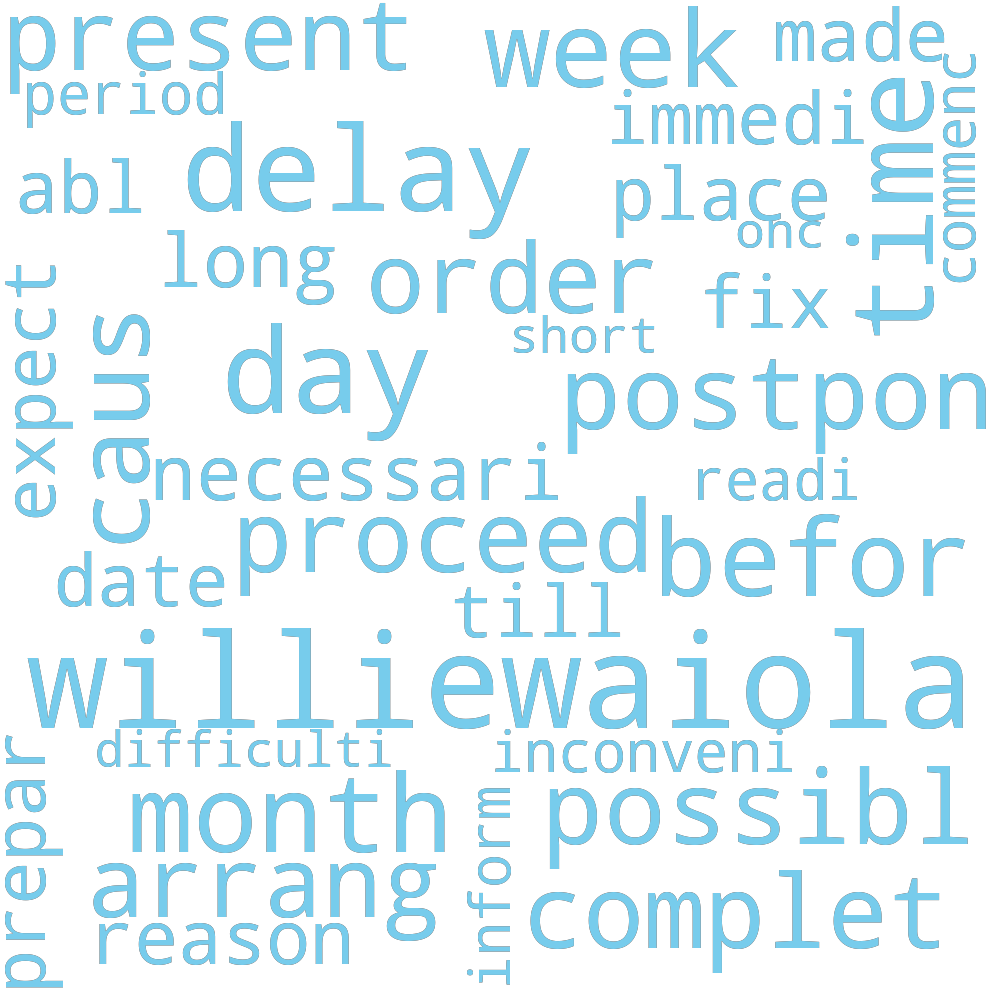 present
week
made
period
immedi
time
commenc
delay
abl
place
onc
long
order
fix
expect
short
caus
day
postpon
necessari
readi
proceed
befor
date
till
williewaiola
difficulti
inconveni
prepar
month
possibl
inform
arrang
complet
reason